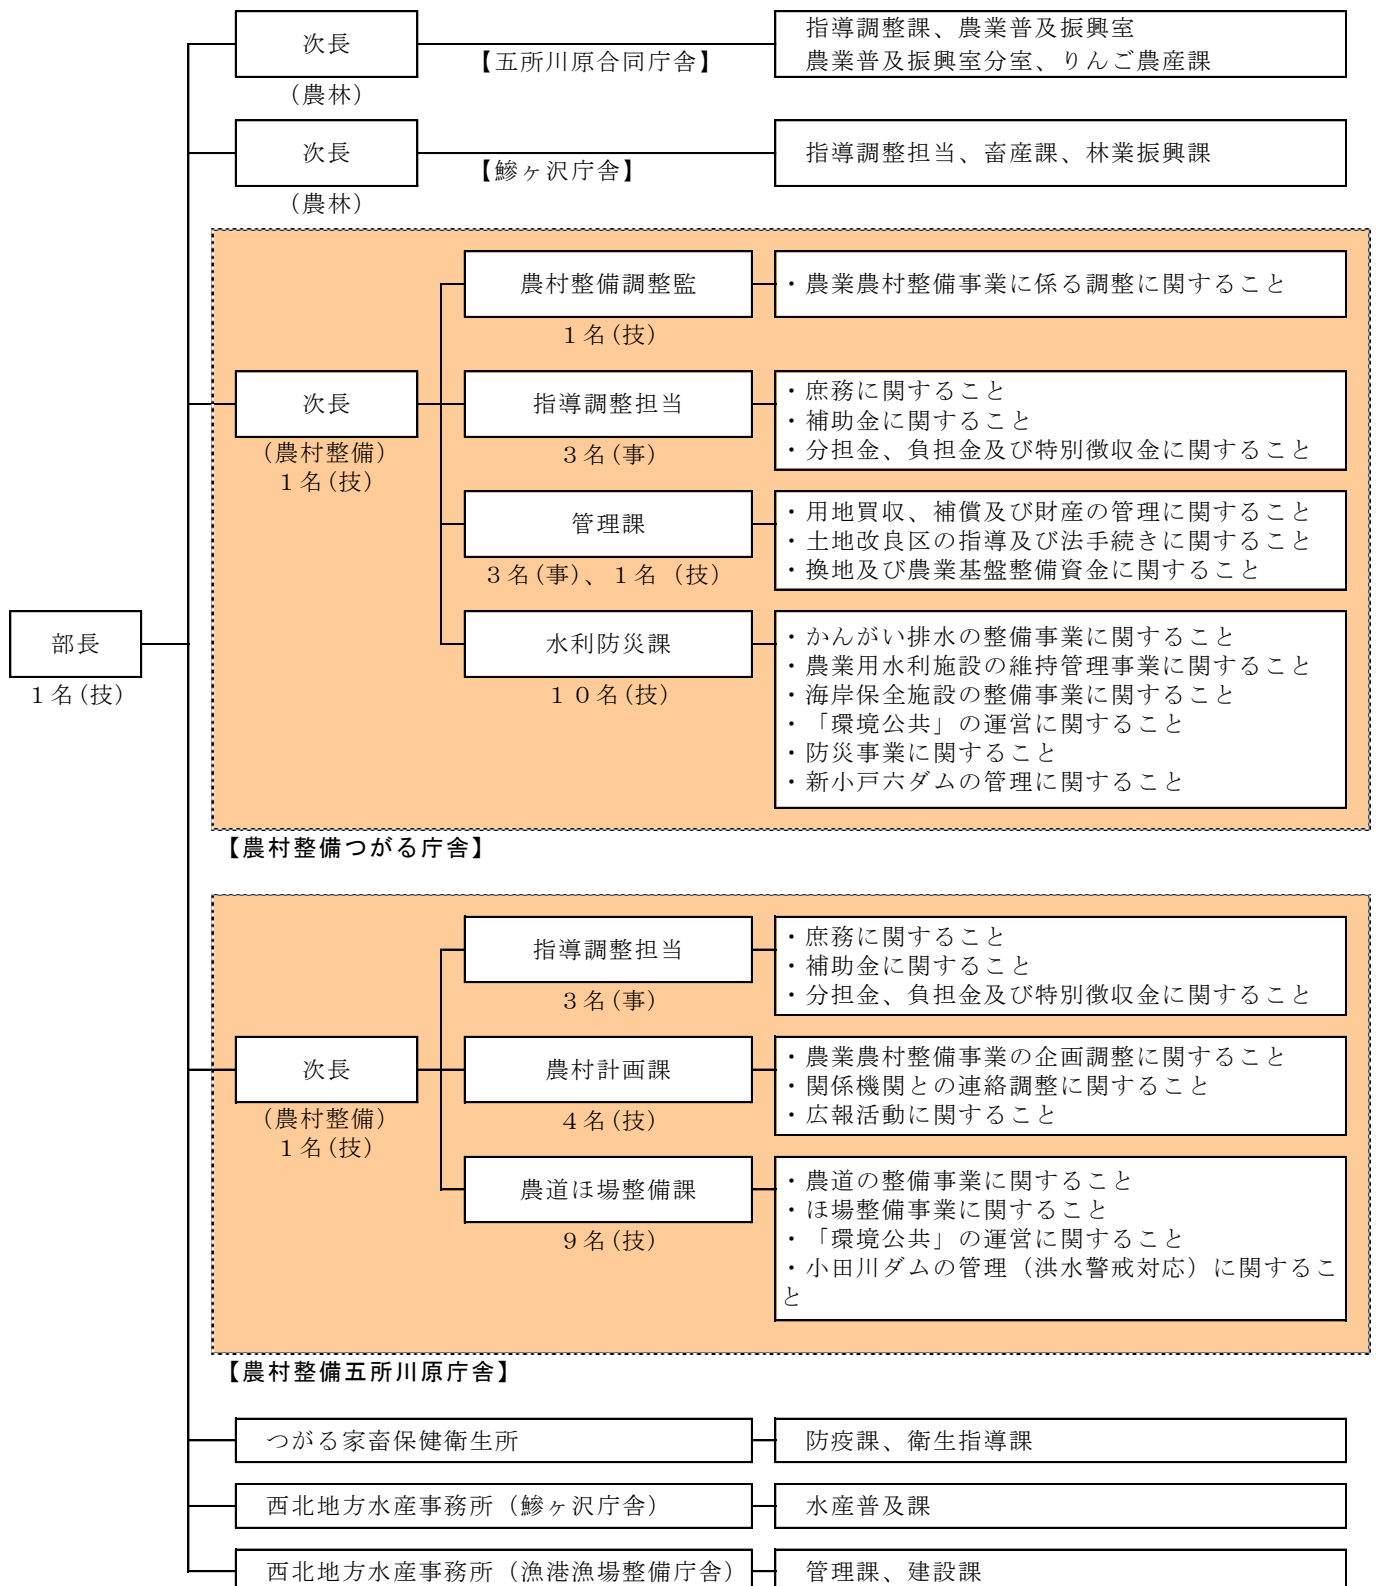 次長
（農林）
【五所川原合同庁舎】
指導調整課、農業普及振興室
農業普及振興室分室、りんご農産課
次長
（農林）
【鰺ヶ沢庁舎】
指導調整担当、畜産課、林業振興課
農村整備調整監
１名(技)
・農業農村整備事業に係る調整に関すること
次長
（農村整備）
１名(技)
指導調整担当
３名(事)
・庶務に関すること
・補助金に関すること
・分担金、負担金及び特別徴収金に関すること
管理課
３名(事)、１名 (技)
・用地買収、補償及び財産の管理に関すること
・土地改良区の指導及び法手続きに関すること
・換地及び農業基盤整備資金に関すること
部長
１名(技)
水利防災課
１０名(技)
・かんがい排水の整備事業に関すること
・農業用水利施設の維持管理事業に関すること
・海岸保全施設の整備事業に関すること
・「環境公共」の運営に関すること
・防災事業に関すること
・新小戸六ダムの管理に関すること
【農村整備つがる庁舎】
指導調整担当
３名(事)
・庶務に関すること
・補助金に関すること
・分担金、負担金及び特別徴収金に関すること
次長
（農村整備）
１名(技)
農村計画課
４名(技)
・農業農村整備事業の企画調整に関すること
・関係機関との連絡調整に関すること
・広報活動に関すること
農道ほ場整備課
９名(技)
・農道の整備事業に関すること
・ほ場整備事業に関すること
・「環境公共」の運営に関すること
・小田川ダムの管理（洪水警戒対応）に関するこ
と
【農村整備五所川原庁舎】
つがる家畜保健衛生所
防疫課、衛生指導課
西北地方水産事務所（鰺ヶ沢庁舎）
水産普及課
西北地方水産事務所（漁港漁場整備庁舎）
管理課、建設課